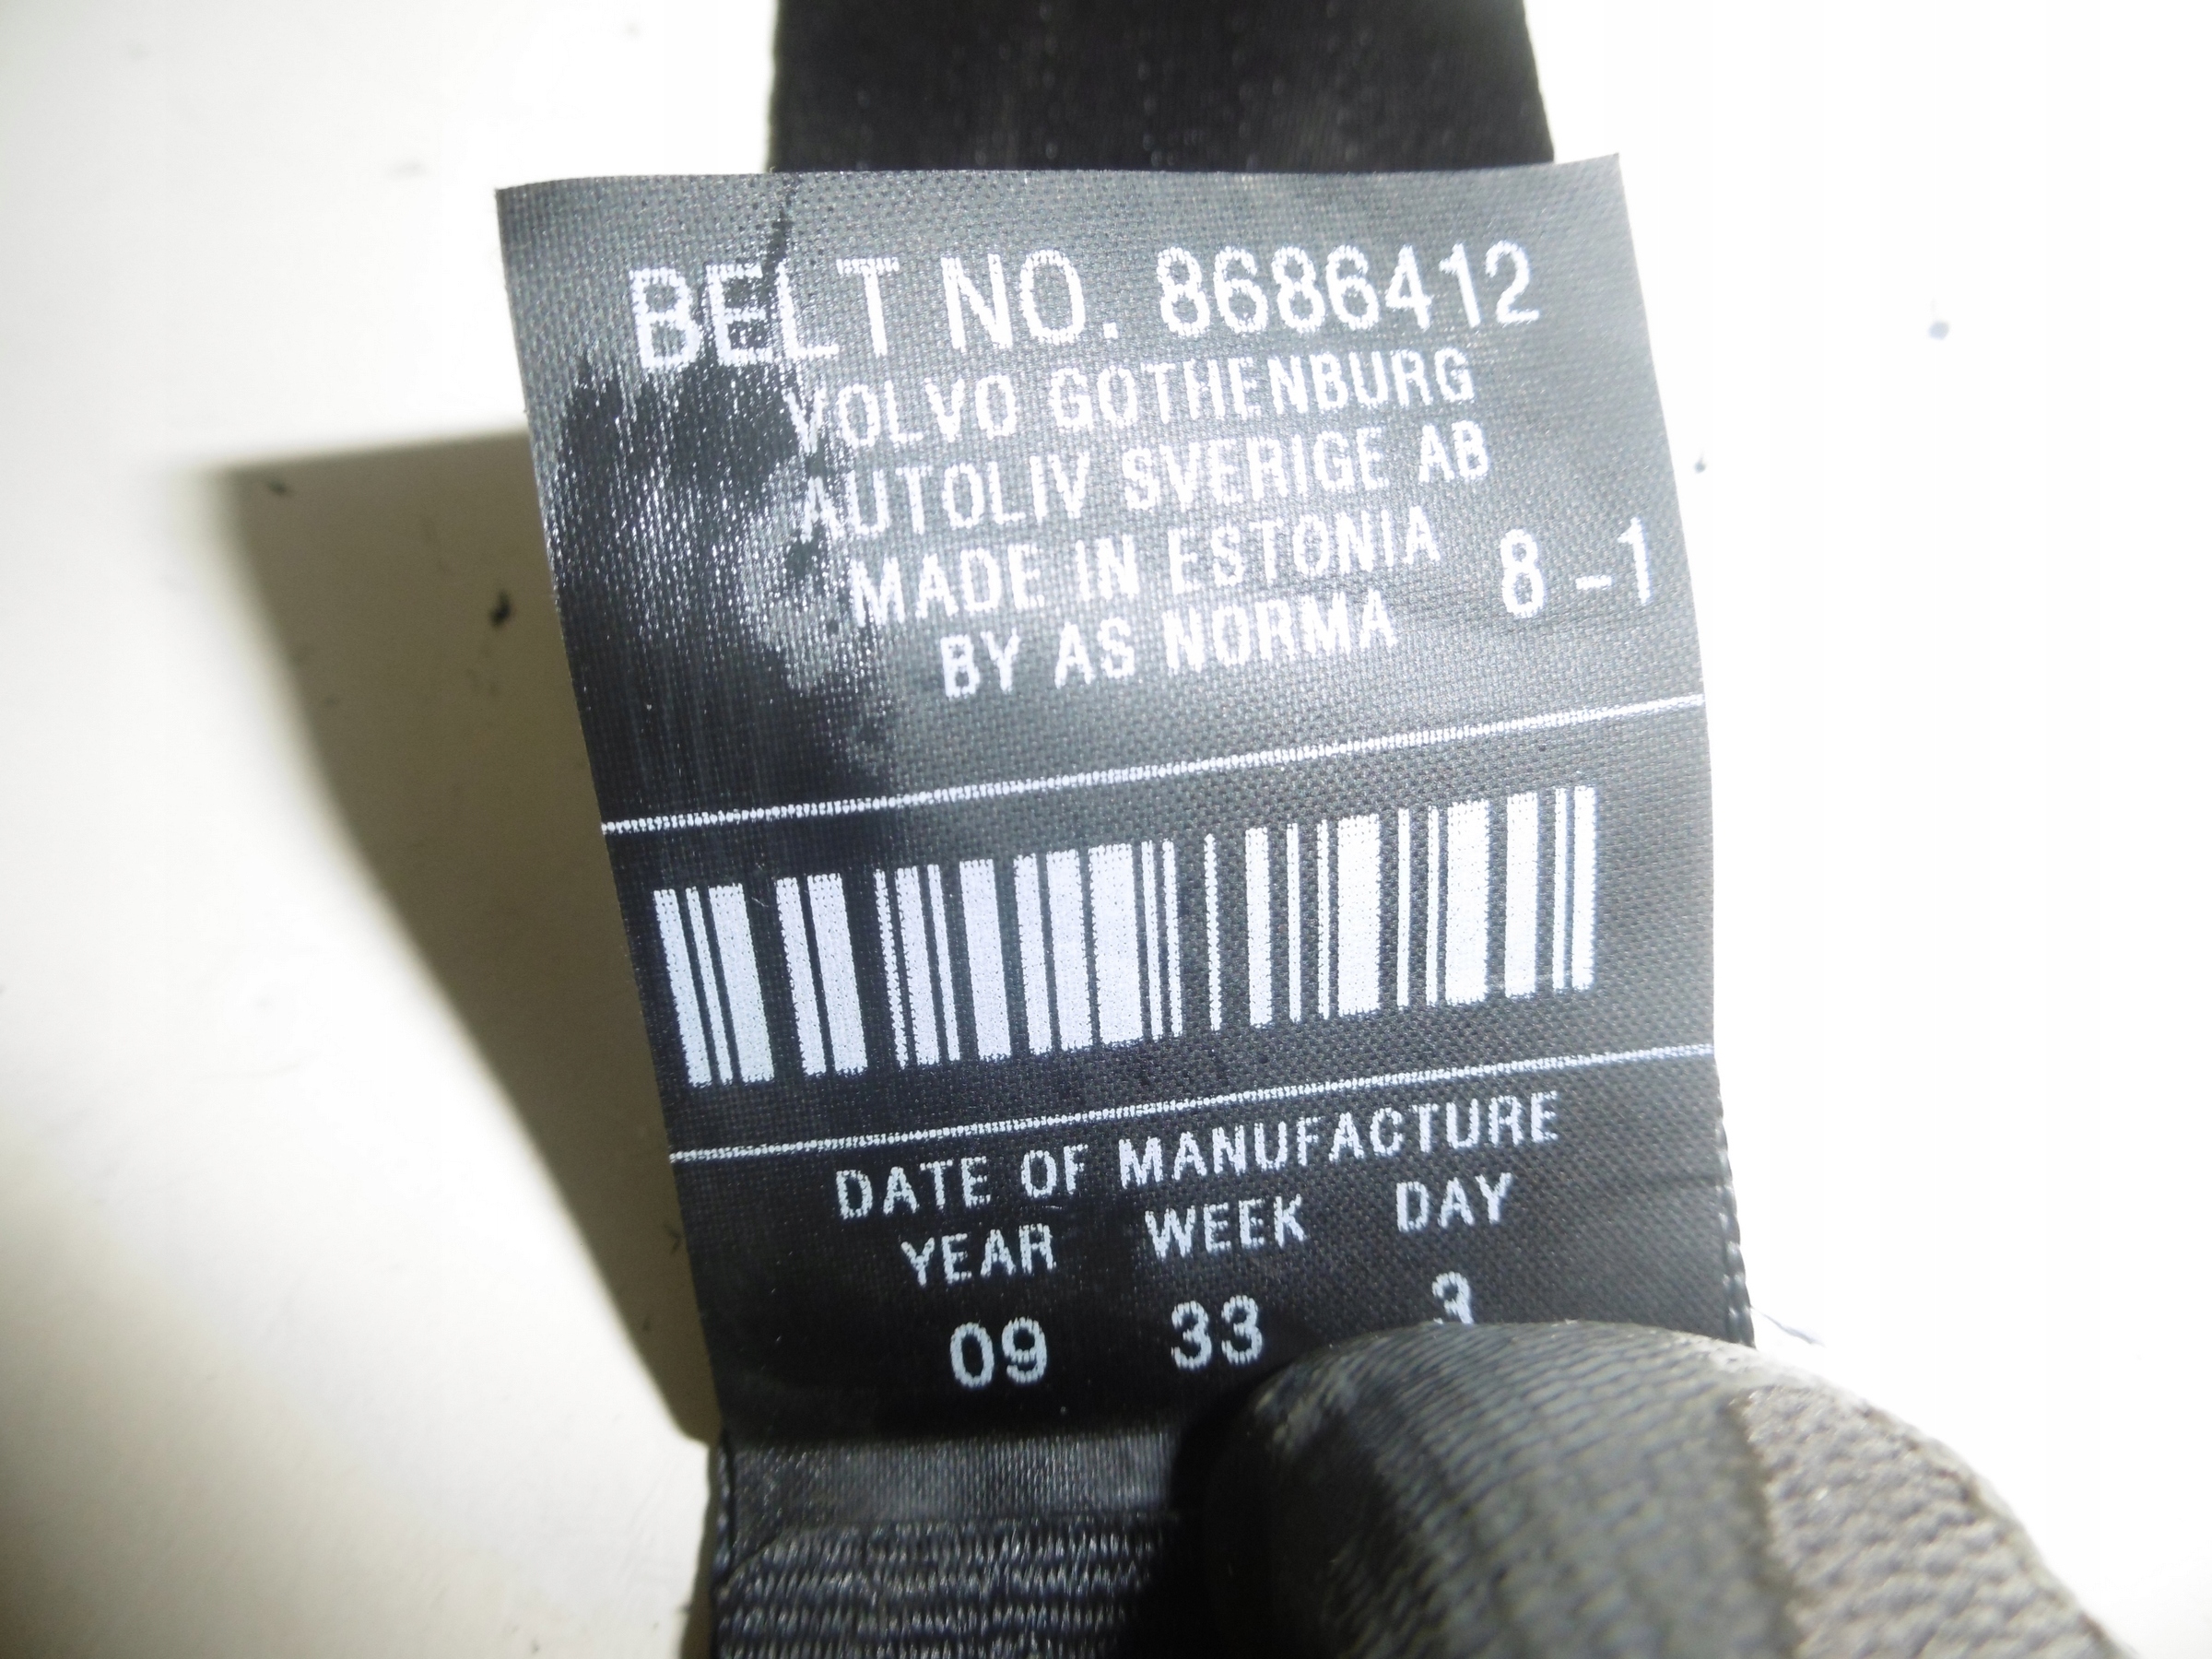 BELT NO. 8686412
VOLVO GOTHENBURG
AUTOLIV SVERIGE AB
MADE IN ESTONIA 8-1
BY AS NORMA
DATE OF MANUFACTURE
YEAR WEEK DAY
09 33 3